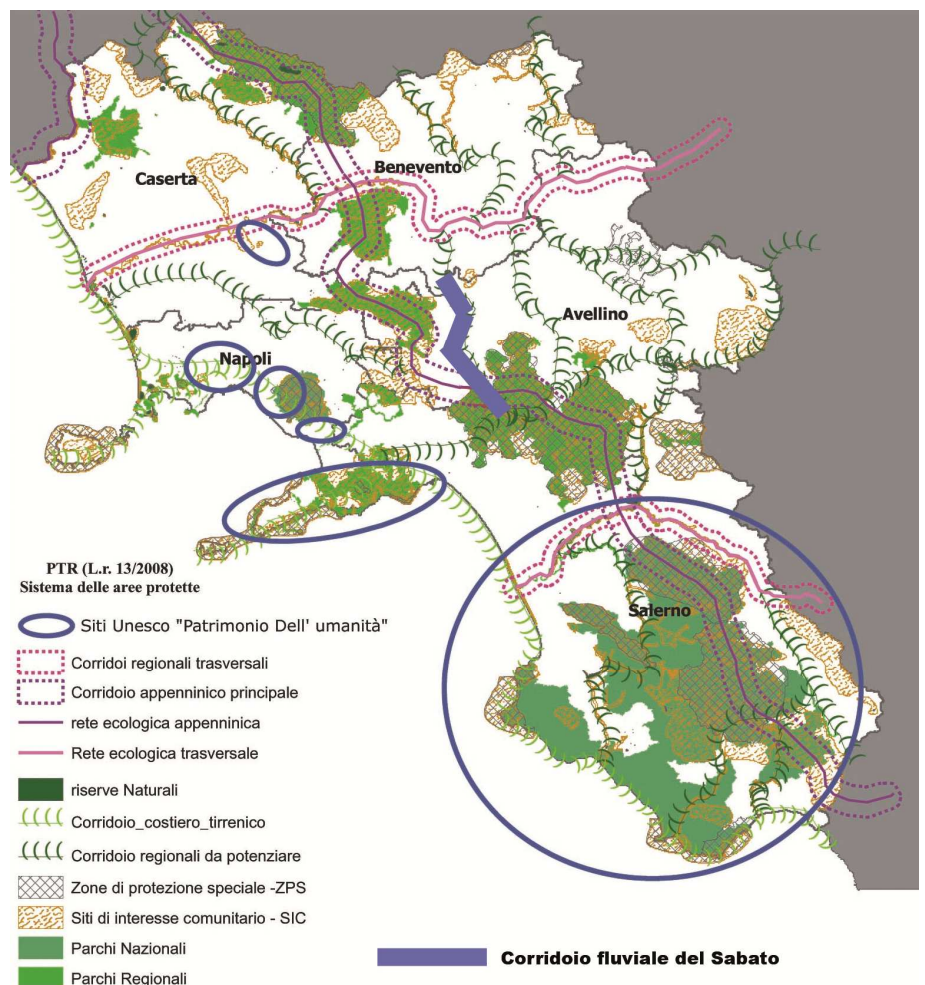 Benevento
Caserta
Avellino
Napoli
Salerno
PTR (L.r. 13/2008)
Sistema delle aree protette
Siti Unesco "Patrimonio Dell' umanità"
Corridoi regionali trasversali
Corridoio appenninico principale
rete ecologica appenninica
Rete ecologica trasversale
riserve Naturali
Corridoio_costiero_tirrenico
Corridoio regionali da potenziare
Zone di protezione speciale -ZPS
Siti di interesse comunitario - SIC
Parchi Nazionali
Parchi Regionali
Corridoio fluviale del Sabato